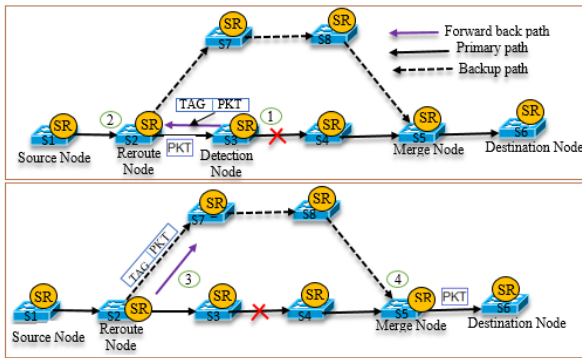 SR
S7
SR
S8
Forward back path
Primary path
Backup path
TAG PKT
2
1
SR
S1
SR
S2
SR
S3
SR
S4
SR
S5
SR
S6
Source Node
Reroute
Node
PKT
Detection
Node
Merge Node
Destination Node
SR
S7
SR
S8
TAG PKT
3
4
SR
S1
S2
SR
SR
S3
SR
S4
S5
SR
PKT
SR
S6
Source Node
Reroute
Node
Merge Node
Destination Node